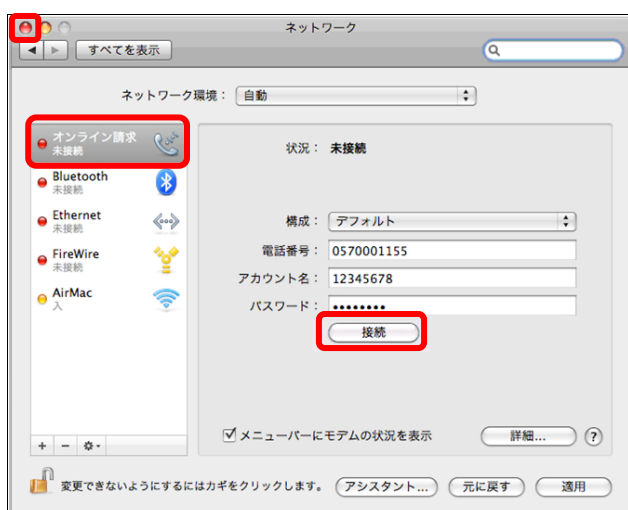 ネットワーク
すべてを表示
ネットワーク環境： 自動
オンライン請求
未接続
Bluetooth
未接続
Ethernet
未接続
FireWire
未接続
AirMac
入
状況： 未接続
構成： デフォルト
電話番号： 0570001155
アカウント名： 12345678
パスワード： ••••••••
接続
メニューバーにモデムの状況を表示
詳細... ?
+ −
変更できないようにするにはカギをクリックします。 アシスタント... 元に戻す 適用